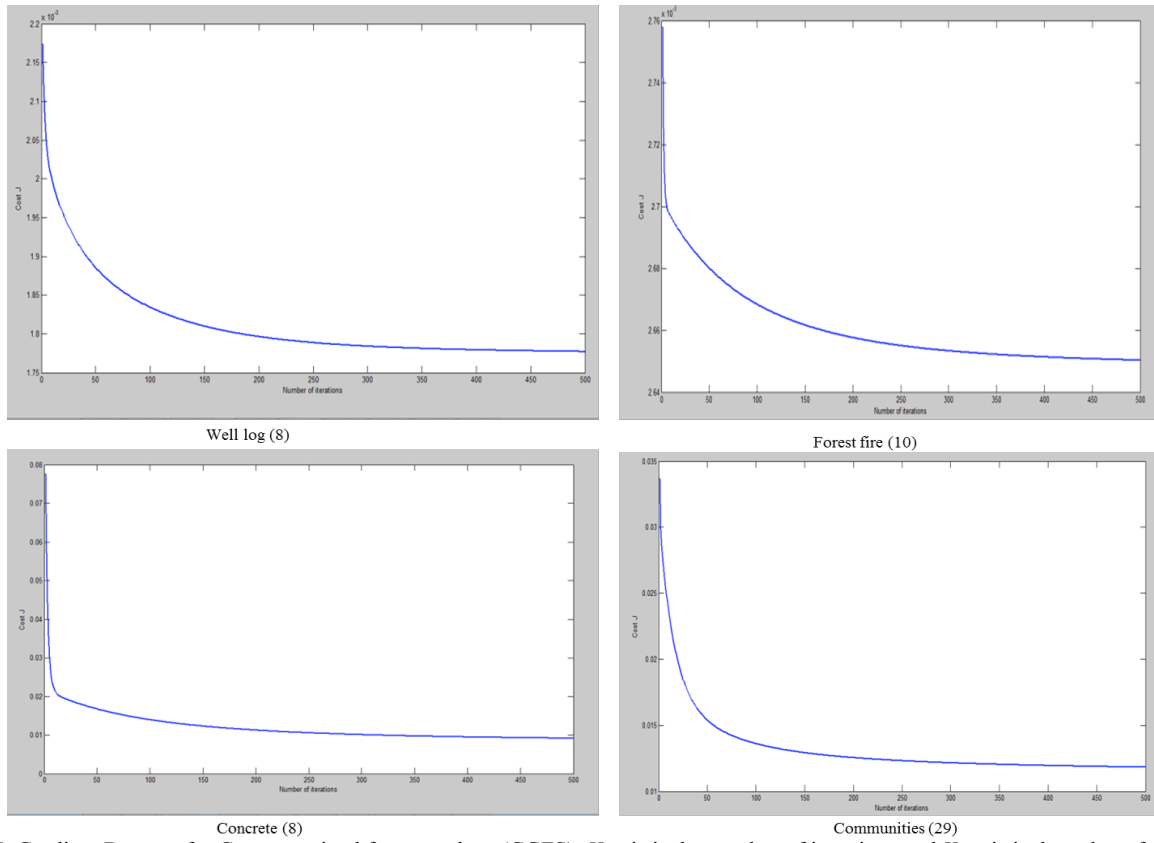 x 10⁻³
2.2
2.15
2.1
2.05
2
1.95
1.9
1.85
1.8
1.75
Cost J
0 50 100 150 200 250 300 350 400 450 500
Number of iterations
Well log (8)
x 10⁻³
2.76
2.74
2.72
2.7
2.68
2.66
2.64
Cost J
0 50 100 150 200 250 300 350 400 450 500
Number of iterations
Forest fire (10)
0.08
0.07
0.06
0.05
0.04
0.03
0.02
0.01
0
Cost J
0 50 100 150 200 250 300 350 400 450 500
Number of iterations
Concrete (8)
0.035
0.03
0.025
0.02
0.015
0.01
Cost J
0 50 100 150 200 250 300 350 400 450 500
Number of iterations
Communities (29)